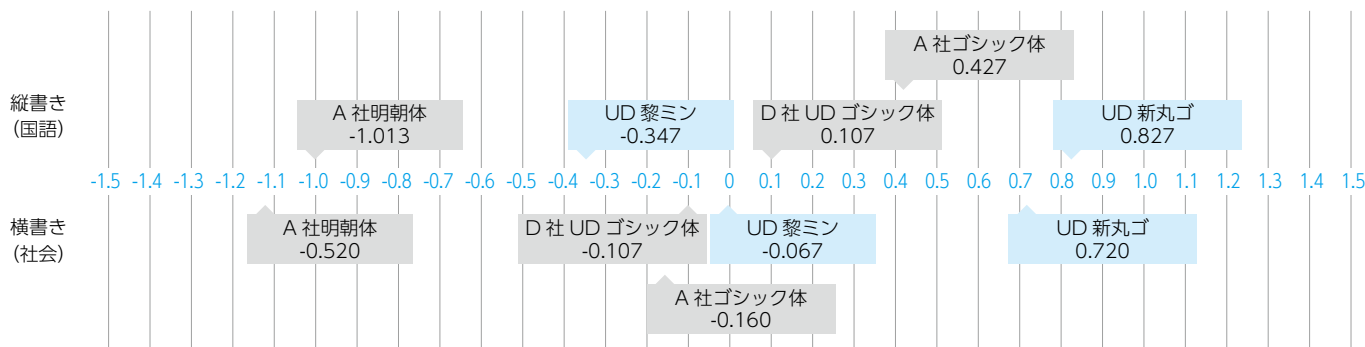 A 社ゴシック体
0.427
縦書き
(国語)
A 社明朝体
-1.013
UD 黎ミン
-0.347
D 社 UD ゴシック体
0.107
UD 新丸ゴ
0.827
-1.5 -1.4 -1.3 -1.2 -1.1 -1.0 -0.9 -0.8 -0.7 -0.6 -0.5 -0.4 -0.3 -0.2 -0.1 0 0.1 0.2 0.3 0.4 0.5 0.6 0.7 0.8 0.9 1.0 1.1 1.2 1.3 1.4 1.5
横書き
(社会)
A 社明朝体
-0.520
D 社 UD ゴシック体
-0.107
UD 黎ミン
-0.067
UD 新丸ゴ
0.720
A 社ゴシック体
-0.160